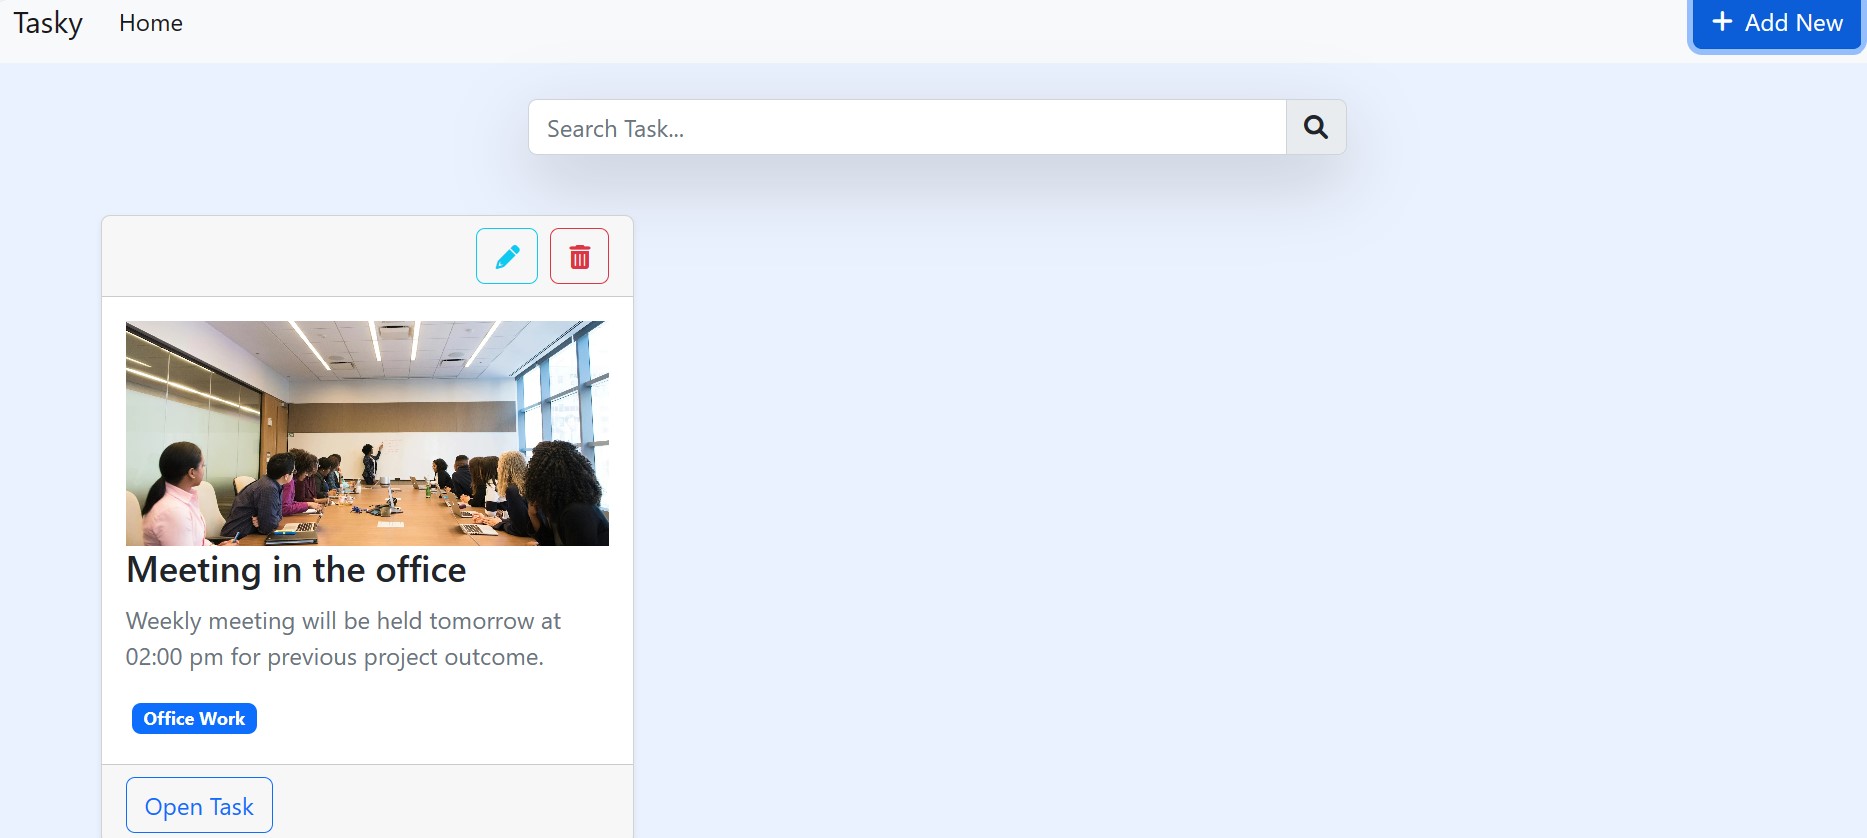 Tasky Home Add New
Search Task...
Meeting in the office
Weekly meeting will be held tomorrow at
02:00 pm for previous project outcome.
Office Work
Open Task